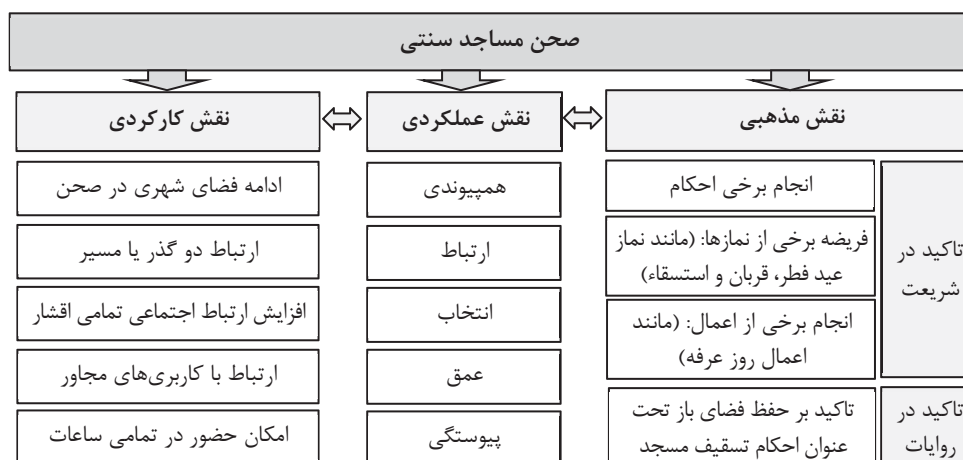 صحن مساجد سنتی
نقش مذهبی
نقش عملکردی
نقش کارکردی
تاکید در
شریعت
انجام برخی احکام
فریضه برخی از نمازها: (مانند نماز
عید فطر، قربان و استسقاء)
انجام برخی از اعمال: (مانند
اعمال روز عرفه)
تاکید در
روایات
تاکید بر حفظ فضای باز تحت
عنوان احکام تسقیف مسجد
همپیوندی
ارتباط
انتخاب
عمق
پیوستگی
ادامه فضای شهری در صحن
ارتباط دو گذر یا مسیر
افزایش ارتباط اجتماعی تمامی اقشار
ارتباط با کاربری‌های مجاور
امکان حضور در تمامی ساعات